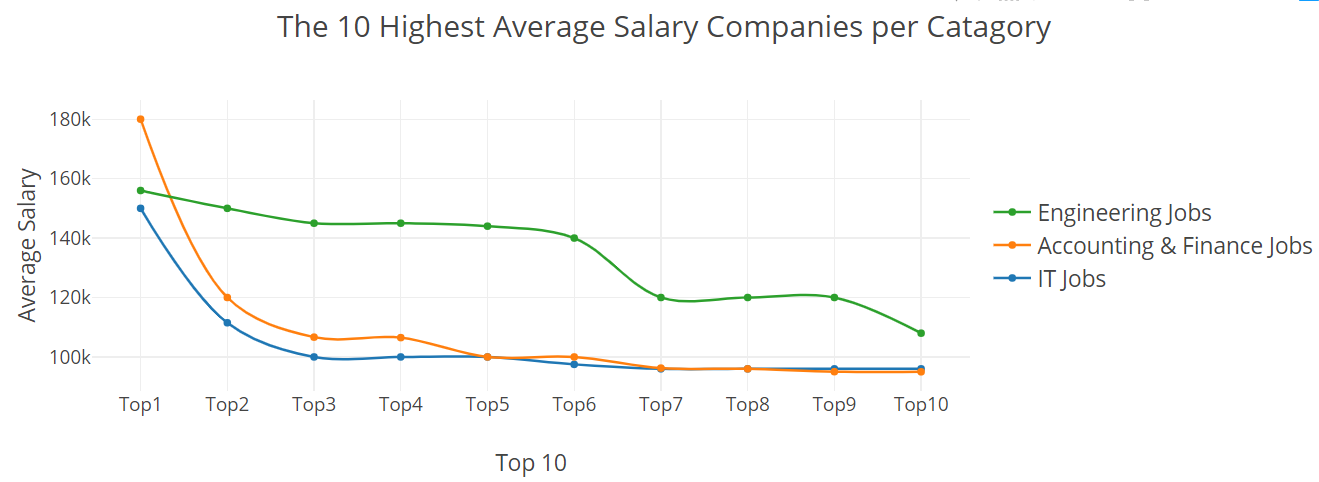 The 10 Highest Average Salary Companies per Catagory
180k
160k
140k
120k
100k
Average Salary
Top1 Top2 Top3 Top4 Top5 Top6 Top7 Top8 Top9 Top10
Top 10
Engineering Jobs
Accounting & Finance Jobs
IT Jobs